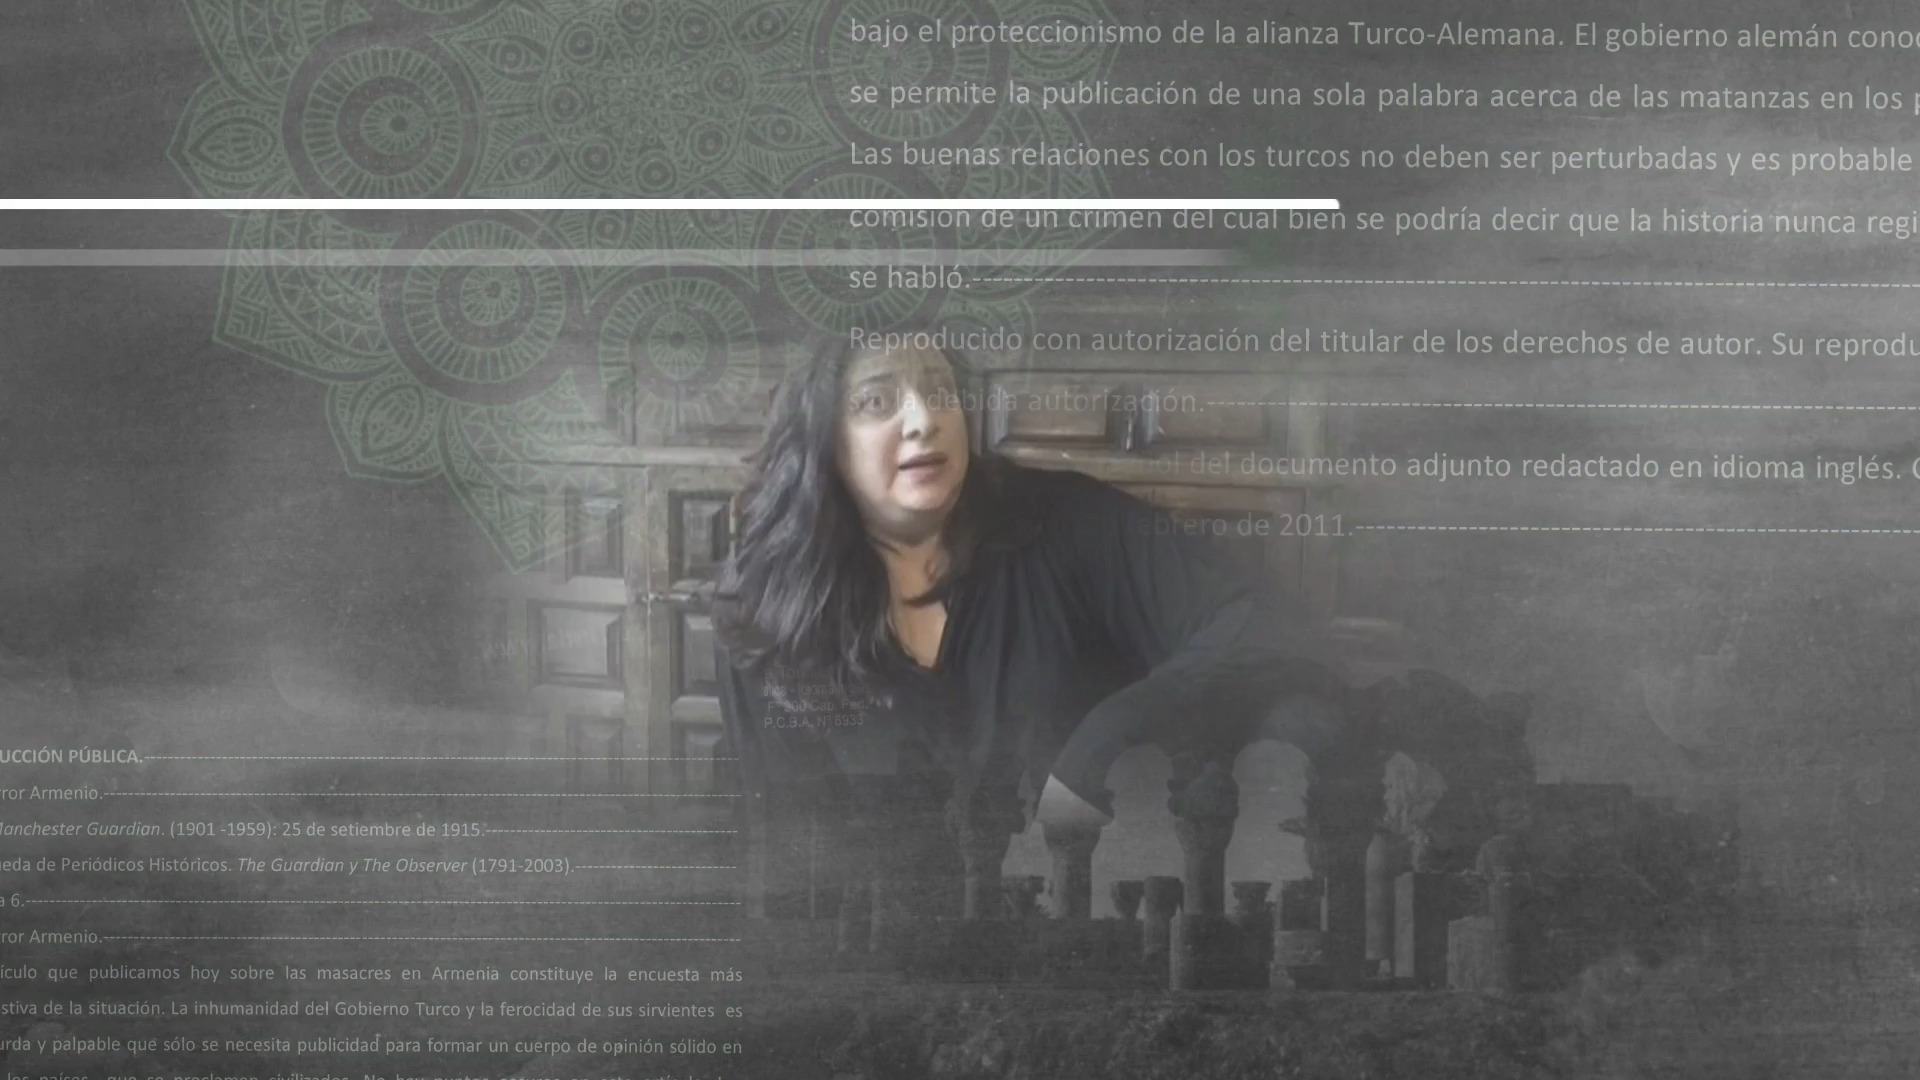 bajo el proteccionismo de la alianza Turco-Alemana. El gobierno alemán conoc
se permite la publicación de una sola palabra acerca de las matanzas en los p
Las buenas relaciones con los turcos no deben ser perturbadas y es probable
comisión de un crimen del cual bien se podría decir que la historia nunca regi
se habló.
Reproducido con autorización del titular de los derechos de autor. Su reprodu
la debida autorización.
del documento adjunto redactado en idioma inglés.
de 2011.
F° 200 Cap. Fed.
P.C.B.A. N° 6933
UCCIÓN PÚBLICA.
ror Armenio.
Manchester Guardian. (1901 -1959): 25 de setiembre de 1915.
eda de Periódicos Históricos. The Guardian y The Observer (1791-2003).
a 6.
ror Armenio.
ículo que publicamos hoy sobre las masacres en Armenia constituye la encuesta más
stiva de la situación. La inhumanidad del Gobierno Turco y la ferocidad de sus sirvientes es
urda y palpable que sólo se necesita publicidad para formar un cuerpo de opinión sólido en